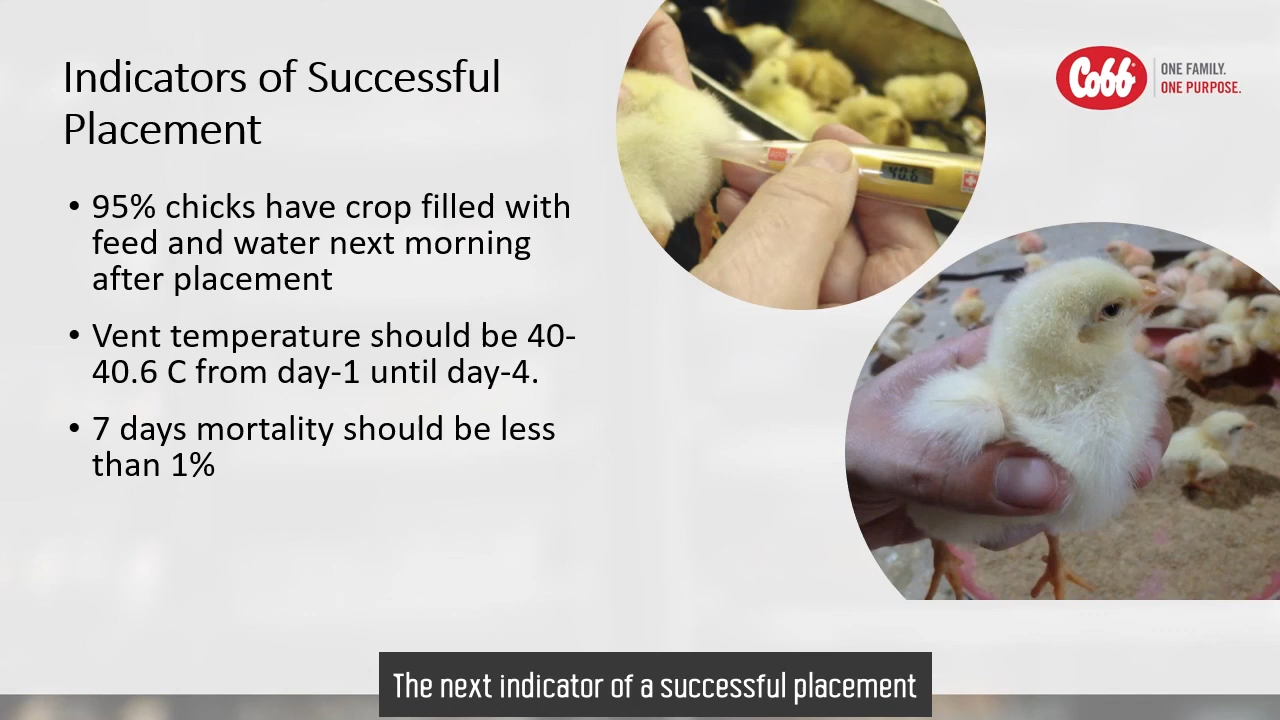 Indicators of Successful
Placement
• 95% chicks have crop filled with
feed and water next morning
after placement
• Vent temperature should be 40-
40.6 C from day-1 until day-4.
• 7 days mortality should be less
than 1%
40.6
Cobb
ONE FAMILY.
ONE PURPOSE.
The next indicator of a successful placement